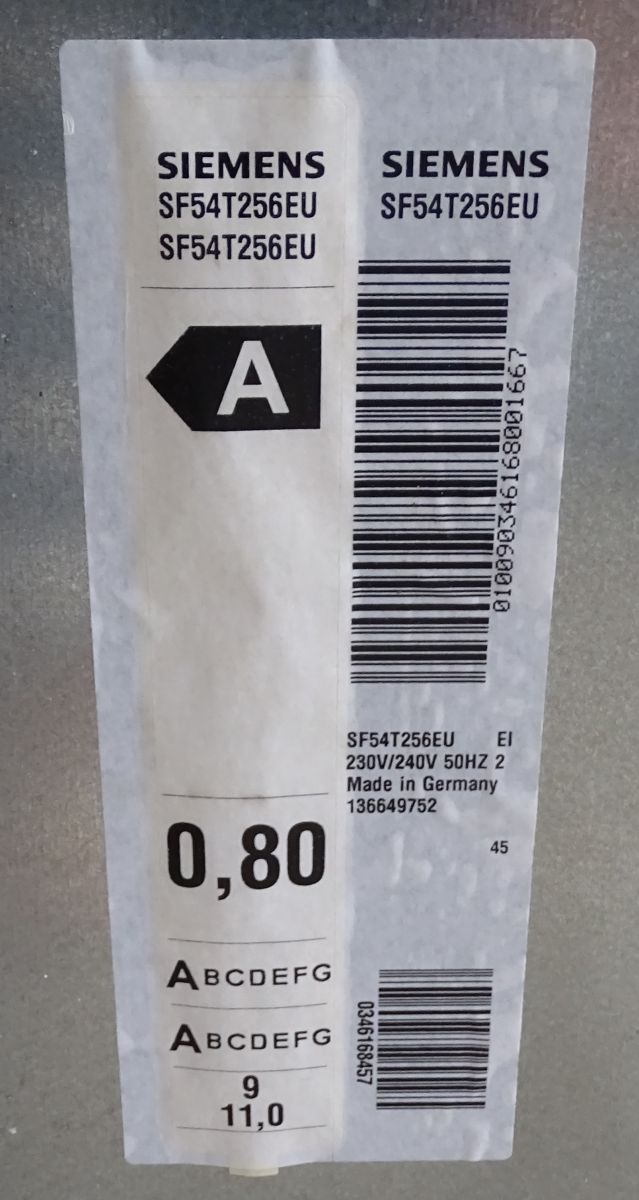 SIEMENS
SF54T256EU
SF54T256EU
A
0,80
ABCDEFG
ABCDEFG
9
11,0
SIEMENS
SF54T256EU
010090346168001667
SF54T256EU EI
230V/240V 50HZ 2
Made in Germany
136649752
45
0346168457